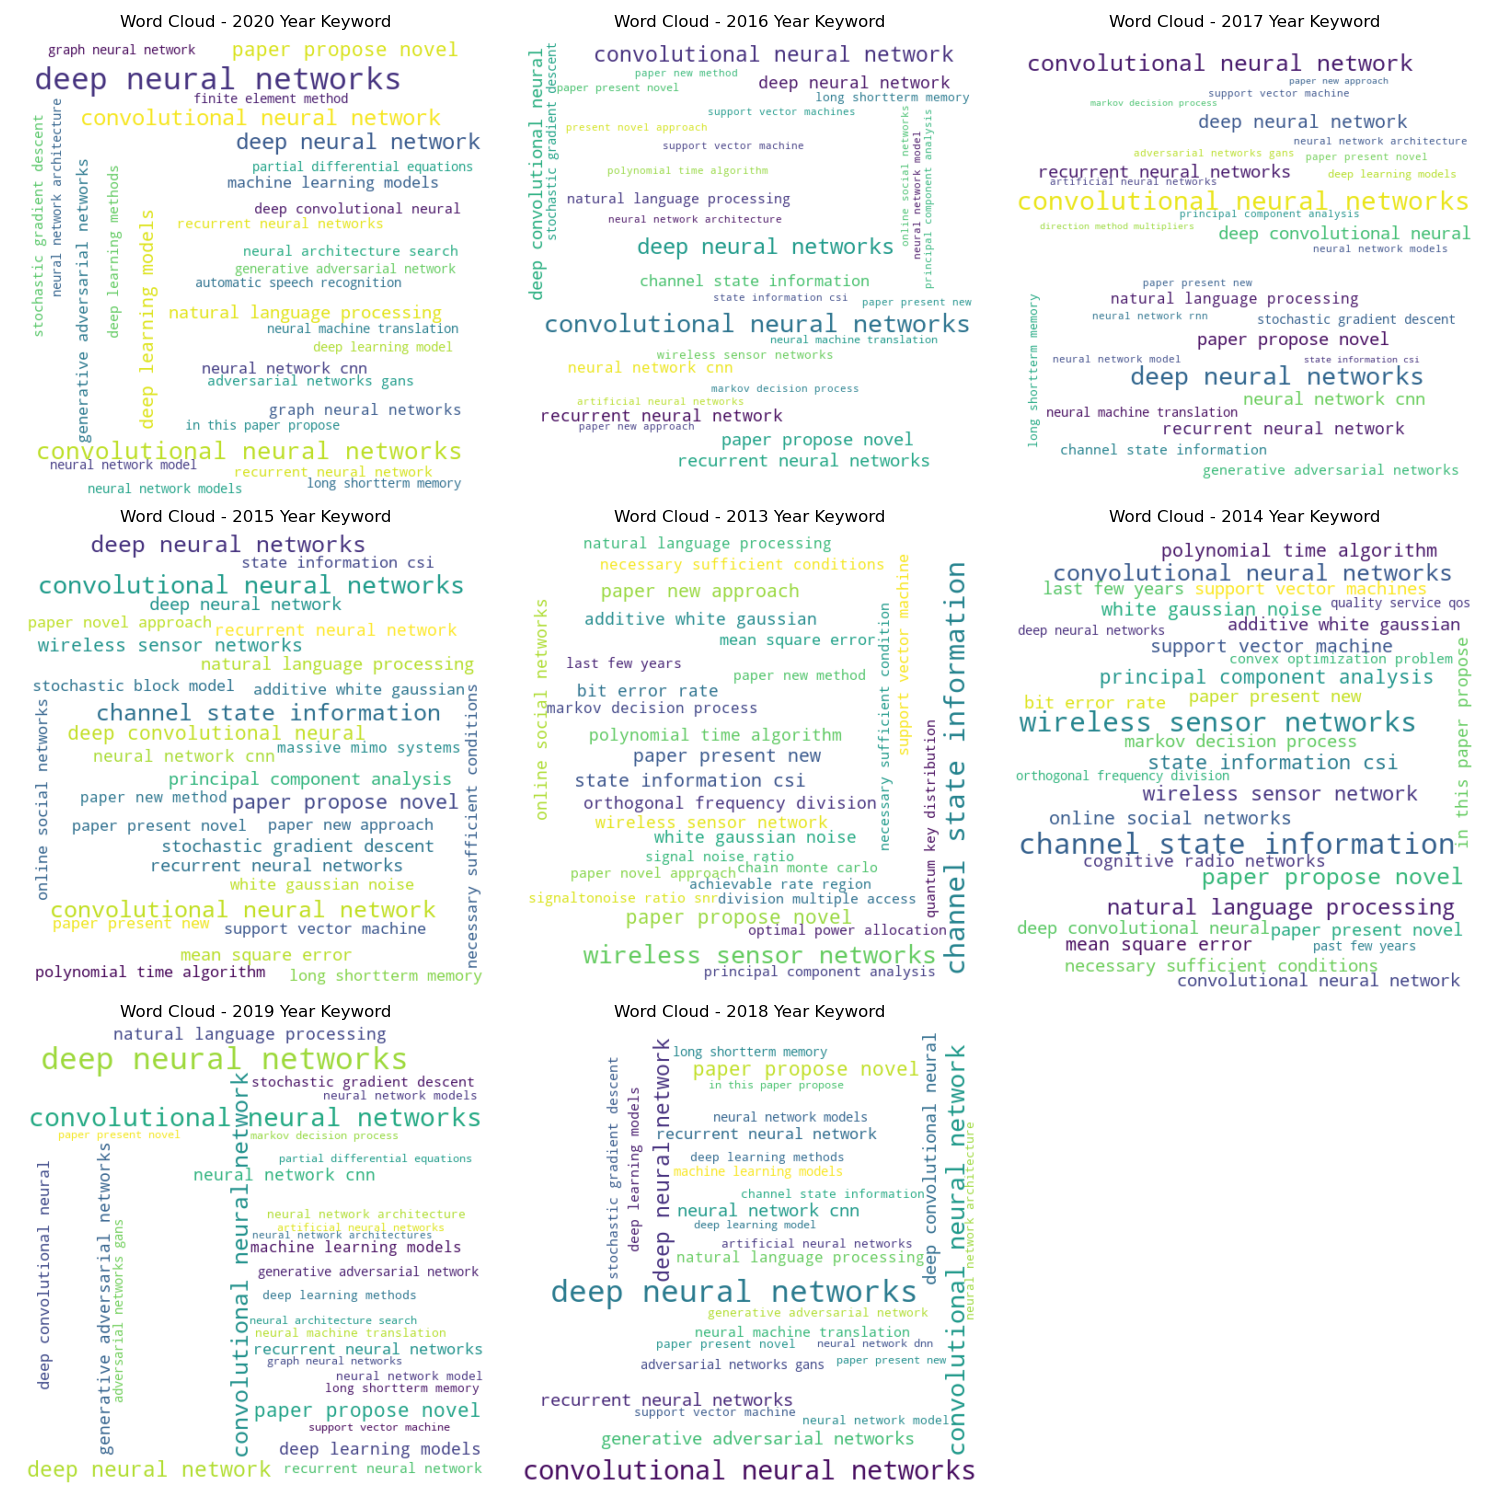 Word Cloud - 2020 Year Keyword
graph neural network
paper propose novel
deep neural networks
finite element method
convolutional neural network
deep neural network
stochastic gradient descent
neural network architecture
generative adversarial networks
deep learning methods
deep learning models
partial differential equations
machine learning models
deep convolutional neural
recurrent neural networks
neural architecture search
generative adversarial network
automatic speech recognition
natural language processing
neural machine translation
deep learning model
neural network cnn
adversarial networks gans
graph neural networks
in this paper propose
convolutional neural networks
neural network model
recurrent neural network
long shortterm memory
neural network models
Word Cloud - 2016 Year Keyword
deep convolutional neural
stochastic gradient descent
convolutional neural network
paper new method
deep neural network
paper present novel
long shortterm memory
support vector machines
present novel approach
support vector machine
online social networks
neural network model
principal component analysis
polynomial time algorithm
natural language processing
neural network architecture
deep neural networks
channel state information
state information csi
paper present new
convolutional neural networks
neural machine translation
wireless sensor networks
neural network cnn
markov decision process
artificial neural networks
recurrent neural network
paper new approach
paper propose novel
recurrent neural networks
Word Cloud - 2017 Year Keyword
convolutional neural network
paper new approach
support vector machine
markov decision process
deep neural network
neural network architecture
adversarial networks gans
paper present novel
recurrent neural networks
deep learning models
artificial neural networks
convolutional neural networks
principal component analysis
direction method multipliers
deep convolutional neural
neural network models
paper present new
natural language processing
long shortterm memory
neural network rnn
stochastic gradient descent
paper propose novel
neural network model
state information csi
deep neural networks
neural network cnn
neural machine translation
recurrent neural network
channel state information
generative adversarial networks
Word Cloud - 2015 Year Keyword
deep neural networks
state information csi
convolutional neural networks
deep neural network
paper novel approach
recurrent neural network
wireless sensor networks
natural language processing
stochastic block model
additive white gaussian
online social networks
necessary sufficient conditions
channel state information
deep convolutional neural
massive mimo systems
neural network cnn
principal component analysis
paper new method
paper propose novel
paper present novel
paper new approach
stochastic gradient descent
recurrent neural networks
white gaussian noise
convolutional neural network
paper present new
support vector machine
mean square error
polynomial time algorithm
long shortterm memory
Word Cloud - 2013 Year Keyword
natural language processing
necessary sufficient conditions
paper new approach
online social networks
additive white gaussian
mean square error
last few years
paper new method
bit error rate
markov decision process
polynomial time algorithm
paper present new
state information csi
orthogonal frequency division
wireless sensor network
white gaussian noise
signal noise ratio
chain monte carlo
paper novel approach
achievable rate region
signaltonoise ratio snr
division multiple access
paper propose novel
optimal power allocation
wireless sensor networks
principal component analysis
necessary sufficient condition
support vector machine
quantum key distribution
channel state information
Word Cloud - 2014 Year Keyword
polynomial time algorithm
convolutional neural networks
last few years
support vector machines
white gaussian noise
quality service qos
deep neural networks
additive white gaussian
support vector machine
convex optimization problem
principal component analysis
paper present new
bit error rate
wireless sensor networks
markov decision process
state information csi
orthogonal frequency division
wireless sensor network
online social networks
channel state information
in this paper propose
cognitive radio networks
paper propose novel
natural language processing
deep convolutional neural
paper present novel
mean square error
past few years
necessary sufficient conditions
convolutional neural network
Word Cloud - 2019 Year Keyword
natural language processing
deep neural networks
stochastic gradient descent
neural network models
convolutional neural networks
paper present novel
markov decision process
partial differential equations
neural network cnn
deep convolutional neural
generative adversarial networks
adversarial networks gans
convolutional neural network
neural network architecture
artificial neural networks
neural network architectures
machine learning models
generative adversarial network
deep learning methods
neural architecture search
neural machine translation
recurrent neural networks
graph neural networks
neural network model
long shortterm memory
paper propose novel
support vector machine
deep learning models
deep neural network
recurrent neural network
Word Cloud - 2018 Year Keyword
long shortterm memory
paper propose novel
in this paper propose
stochastic gradient descent
deep learning models
deep neural network
neural network models
recurrent neural network
deep learning methods
machine learning models
channel state information
neural network cnn
deep learning model
artificial neural networks
natural language processing
deep convolutional neural
convolutional neural network
neural network architecture
deep neural networks
generative adversarial network
neural machine translation
paper present novel
neural network dnn
adversarial networks gans
paper present new
recurrent neural networks
support vector machine
neural network model
generative adversarial networks
convolutional neural networks